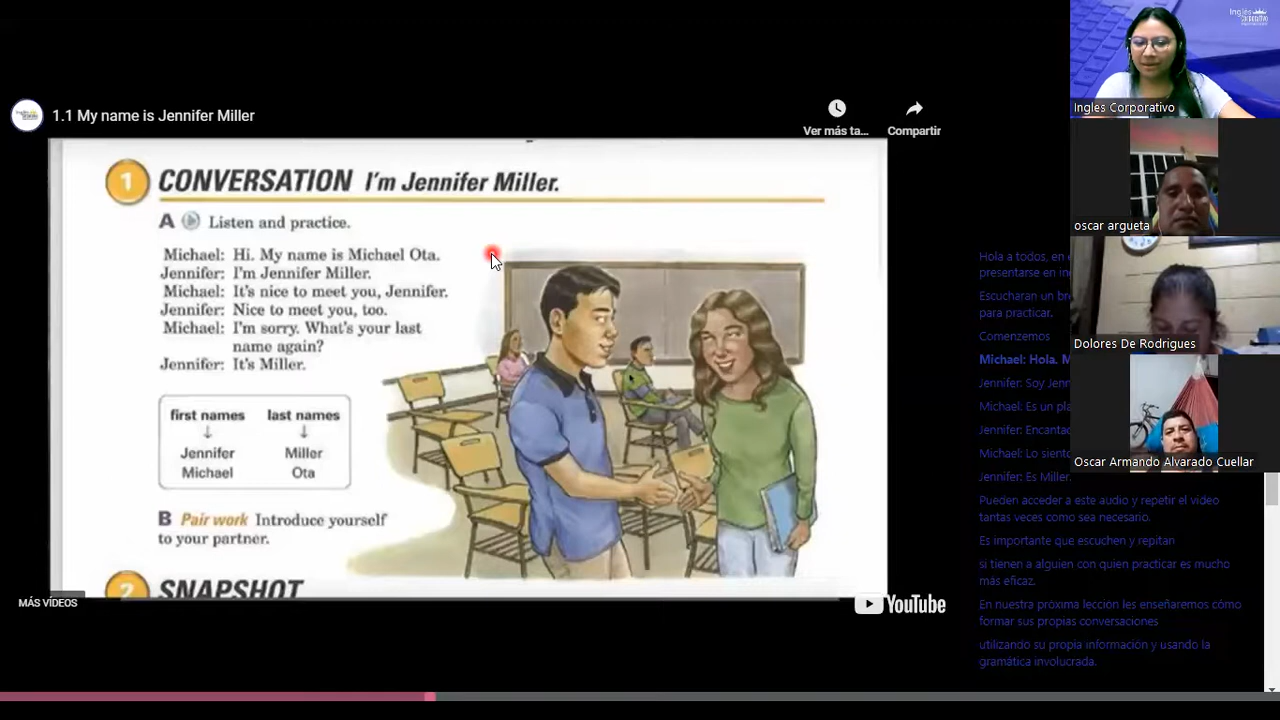 1.1 My name is Jennifer Miller
Ver más ta...
Compartir
1 CONVERSATION I'm Jennifer Miller.
A Listen and practice.
Michael: Hi. My name is Michael Ota.
Jennifer: I'm Jennifer Miller.
Michael: It's nice to meet you, Jennifer.
Jennifer: Nice to meet you, too.
Michael: I'm sorry. What's your last
name again?
Jennifer: It's Miller.
first names last names
Jennifer Miller
Michael Ota
B Pair work Introduce yourself
to your partner.
2 SNAPSHOT
MÁS VÍDEOS
YouTube
Ingles Corporativo
oscar argueta
Dolores De Rodrigues
Oscar Armando Alvarado Cuellar
Hola a todos, en
presentarse en
Escucharan un
para practicar.
Comenzemos
Michael: Hola.
Jennifer: Soy
Michael: Es un
Jennifer:
Michael: Lo
Jennifer: Es Miller.
Pueden acceder a este audio y repetir el video
tantas veces como sea necesario.
Es importante que escuchen y repitan
si tienen a alguien con quien practicar es mucho
más eficaz.
En nuestra próxima lección les enseñaremos cómo
formar sus propias conversaciones
utilizando su propia información y usando la
gramática involucrada.